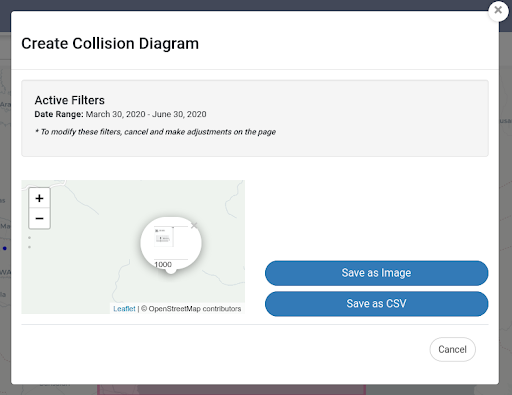 ×
Create Collision Diagram
Active Filters
Date Range: March 30, 2020 - June 30, 2020
* To modify these filters, cancel and make adjustments on the page
+
−
×
1000
Leaflet | © OpenStreetMap contributors
Save as Image
Save as CSV
Cancel